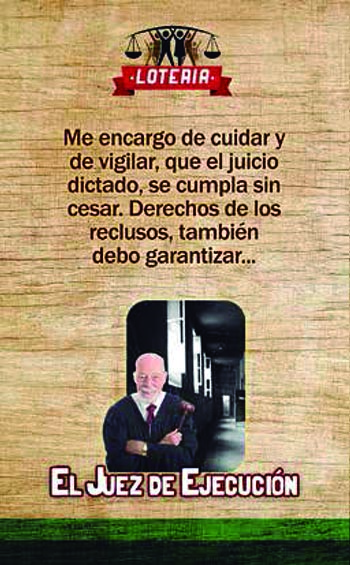 ·LOTERIA·
Me encargo de cuidar y
de vigilar, que el juicio
dictado, se cumpla sin
cesar. Derechos de los
reclusos, también
debo garantizar...
EL JUEZ DE EJECUCIÓN